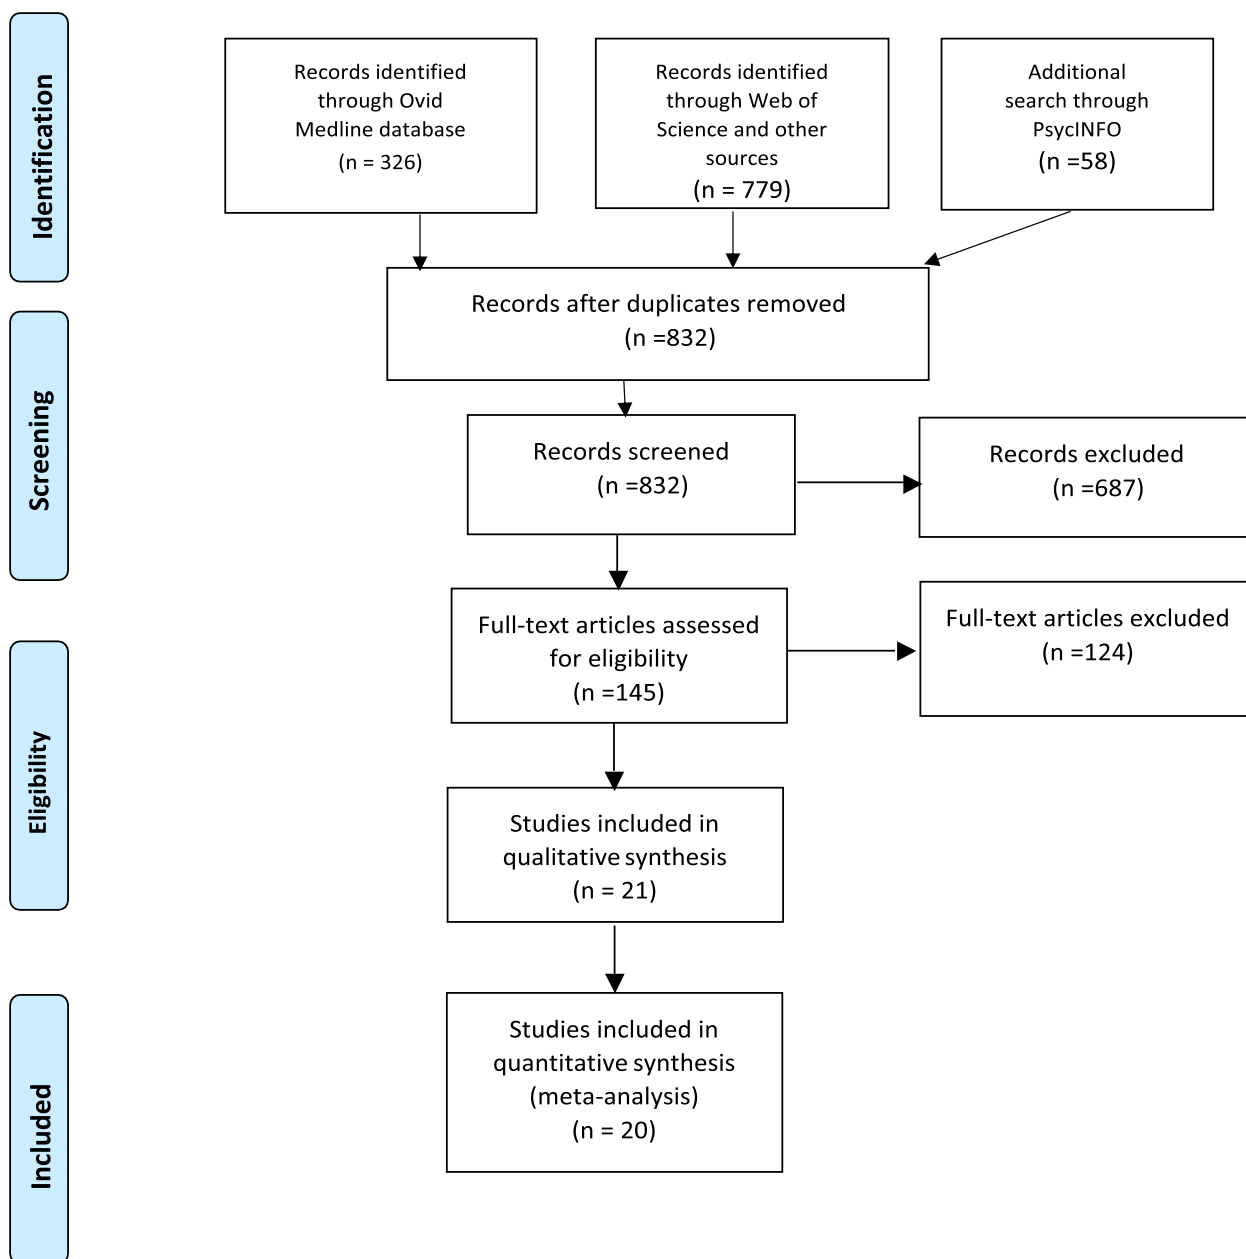 Identification
Records identified
through Ovid
Medline database
(n = 326)
Records identified
through Web of
Science and other
sources
(n = 779)
Additional
search through
PsycINFO
(n =58)
Records after duplicates removed
(n =832)
Screening
Records screened
(n =832)
Records excluded
(n =687)
Full-text articles assessed
for eligibility
(n =145)
Full-text articles excluded
(n =124)
Eligibility
Studies included in
qualitative synthesis
(n = 21)
Included
Studies included in
quantitative synthesis
(meta-analysis)
(n = 20)